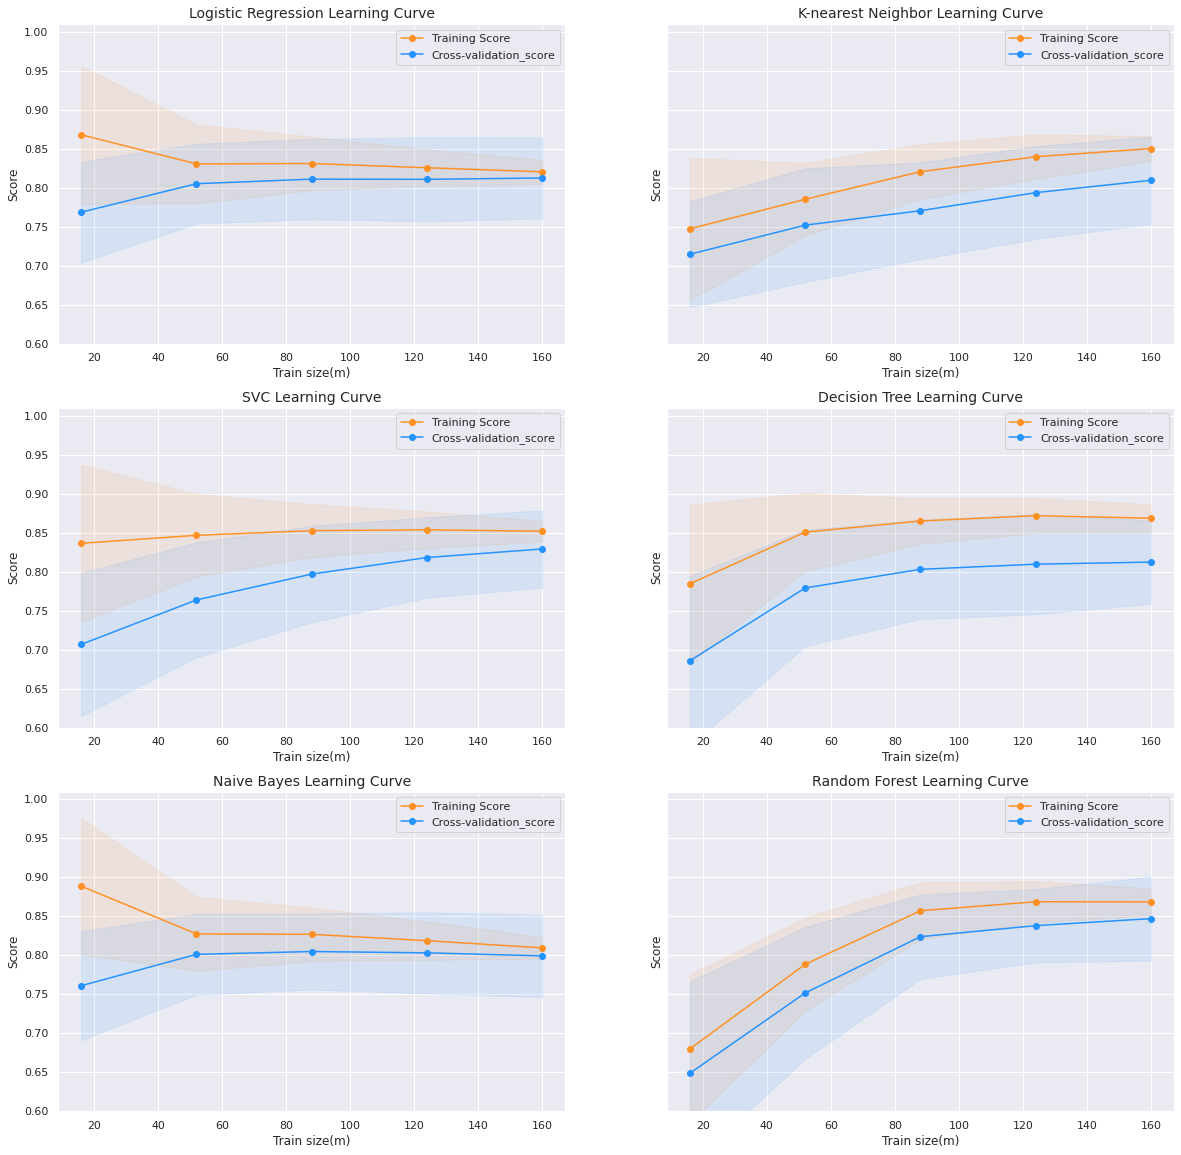 Logistic Regression Learning Curve
Training Score
Cross-validation_score
1.00
0.95
0.90
0.85
0.80
0.75
0.70
0.65
0.60
Score
20 40 60 80 100 120 140 160
Train size(m)
K-nearest Neighbor Learning Curve
Training Score
Cross-validation_score
Score
20 40 60 80 100 120 140 160
Train size(m)
SVC Learning Curve
Training Score
Cross-validation_score
1.00
0.95
0.90
0.85
0.80
0.75
0.70
0.65
0.60
Score
20 40 60 80 100 120 140 160
Train size(m)
Decision Tree Learning Curve
Training Score
Cross-validation_score
Score
20 40 60 80 100 120 140 160
Train size(m)
Naive Bayes Learning Curve
Training Score
Cross-validation_score
1.00
0.95
0.90
0.85
0.80
0.75
0.70
0.65
0.60
Score
20 40 60 80 100 120 140 160
Train size(m)
Random Forest Learning Curve
Training Score
Cross-validation_score
Score
20 40 60 80 100 120 140 160
Train size(m)